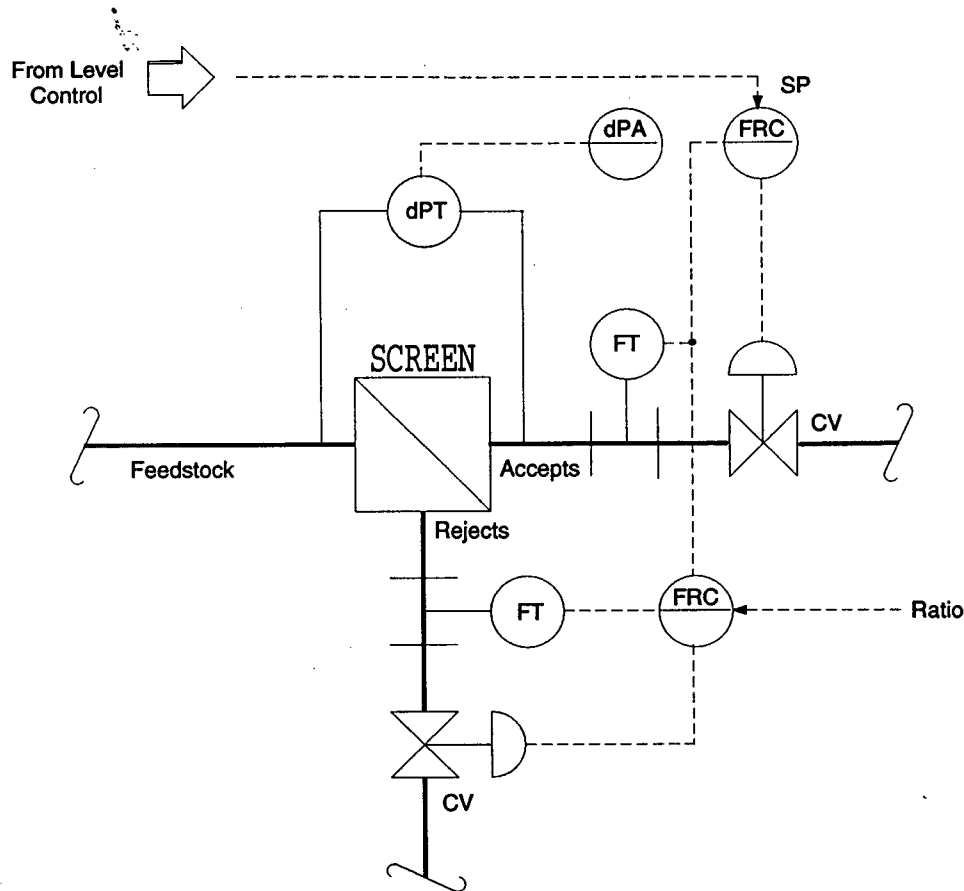 From Level
Control
SP
dPA
FRC
dPT
FT
SCREEN
CV
Feedstock
Accepts
Rejects
FT
FRC
Ratio
CV